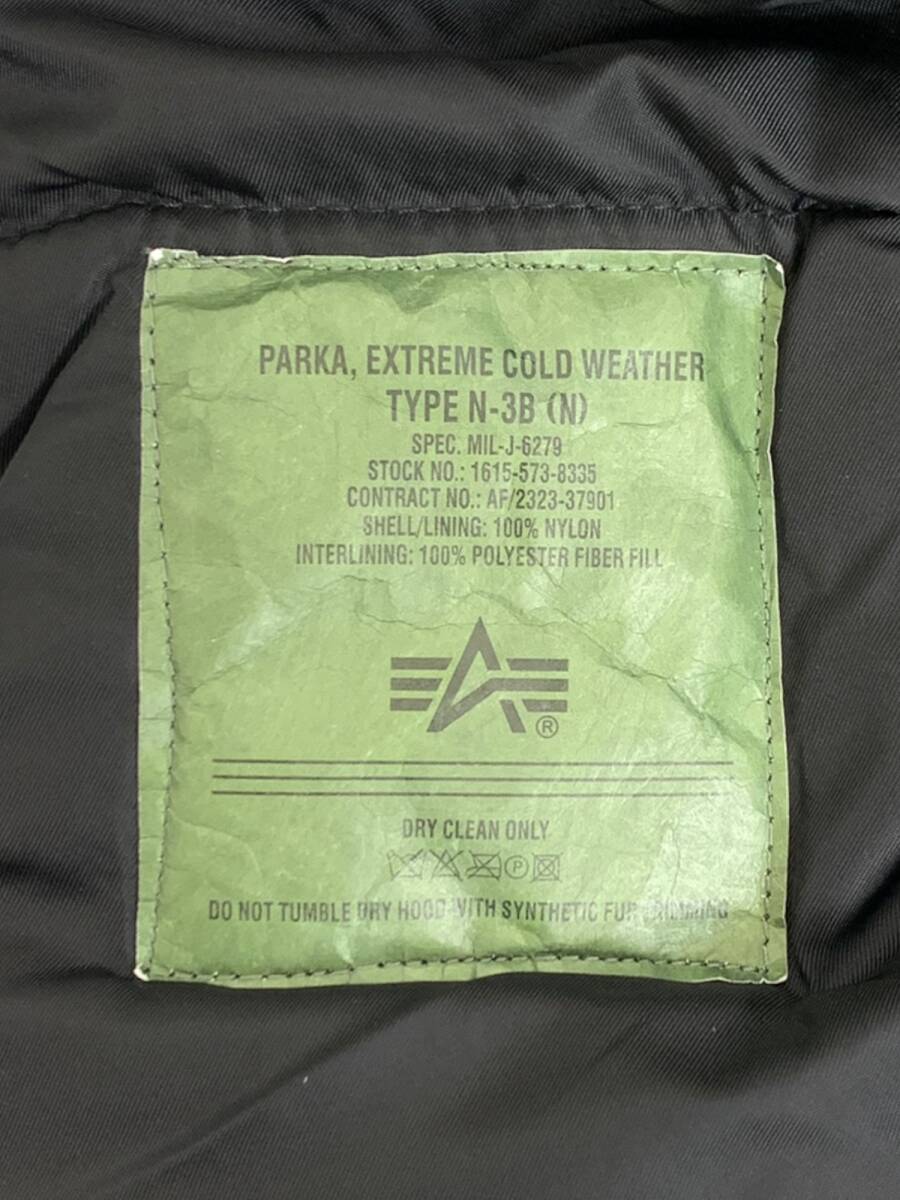 PARKA, EXTREME COLD WEATHER
TYPE N-3B (N)
SPEC. MIL-J-6279
STOCK NO.: 1615-573-8335
CONTRACT NO.: AF/2323-37901
SHELL/LINING: 100% NYLON
INTERLINING: 100% POLYESTER FIBER FILL
®
DRY CLEAN ONLY
P
DO NOT TUMBLE DRY HOOD WITH SYNTHETIC FUR TRIMMING